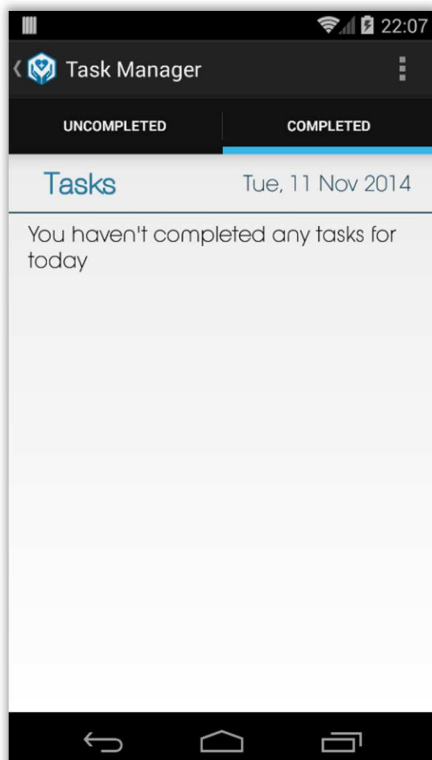 22:07
Task Manager
UNCOMPLETED COMPLETED
Tasks Tue, 11 Nov 2014
You haven't completed any tasks for
today